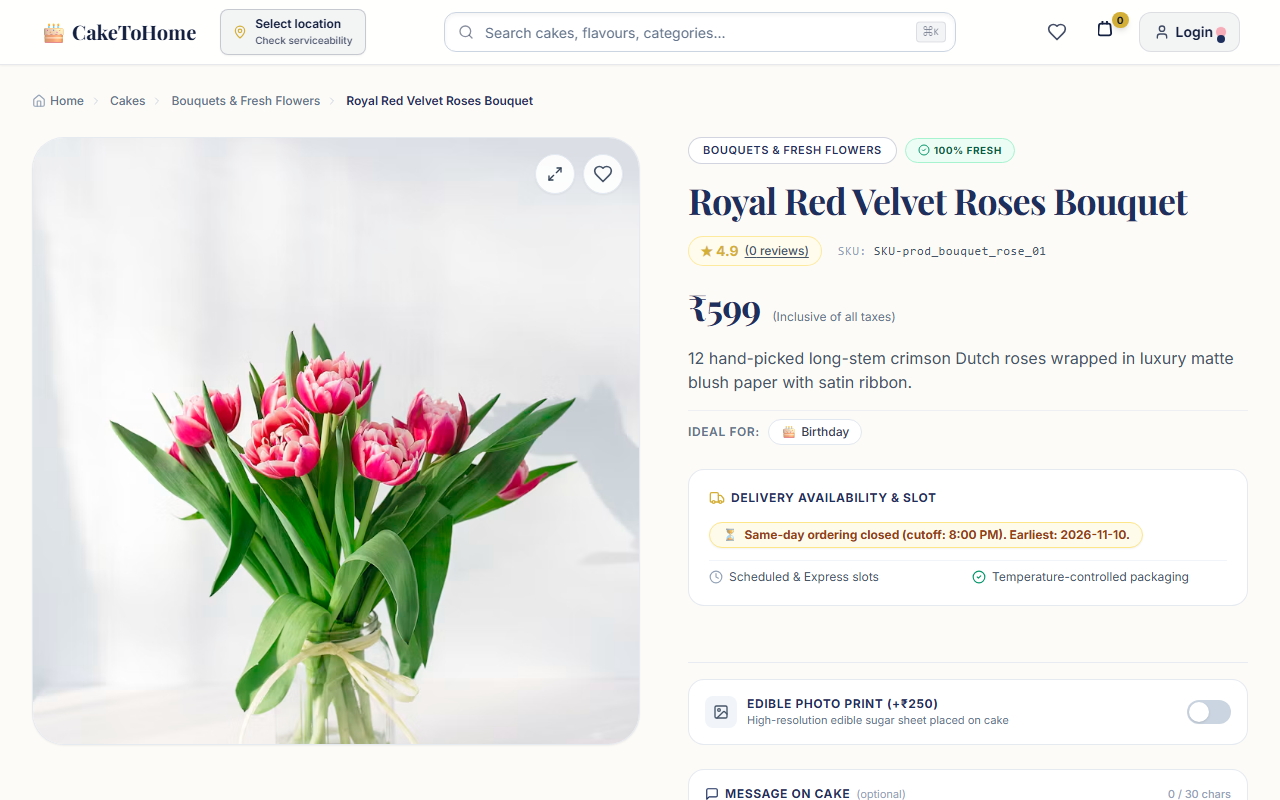 CakeToHome
Select location
Check serviceability
Search cakes, flavours, categories...
⌘K
0
Login
Home
Cakes
Bouquets & Fresh Flowers
Royal Red Velvet Roses Bouquet
BOUQUETS & FRESH FLOWERS
100% FRESH
Royal Red Velvet Roses Bouquet
★ 4.9 (0 reviews)
SKU: SKU-prod_bouquet_rose_01
₹599 (Inclusive of all taxes)
12 hand-picked long-stem crimson Dutch roses wrapped in luxury matte
blush paper with satin ribbon.
IDEAL FOR: Birthday
DELIVERY AVAILABILITY & SLOT
Same-day ordering closed (cutoff: 8:00 PM). Earliest: 2026-11-10.
Scheduled & Express slots
Temperature-controlled packaging
EDIBLE PHOTO PRINT (+₹250)
High-resolution edible sugar sheet placed on cake
MESSAGE ON CAKE (optional)
0 / 30 chars